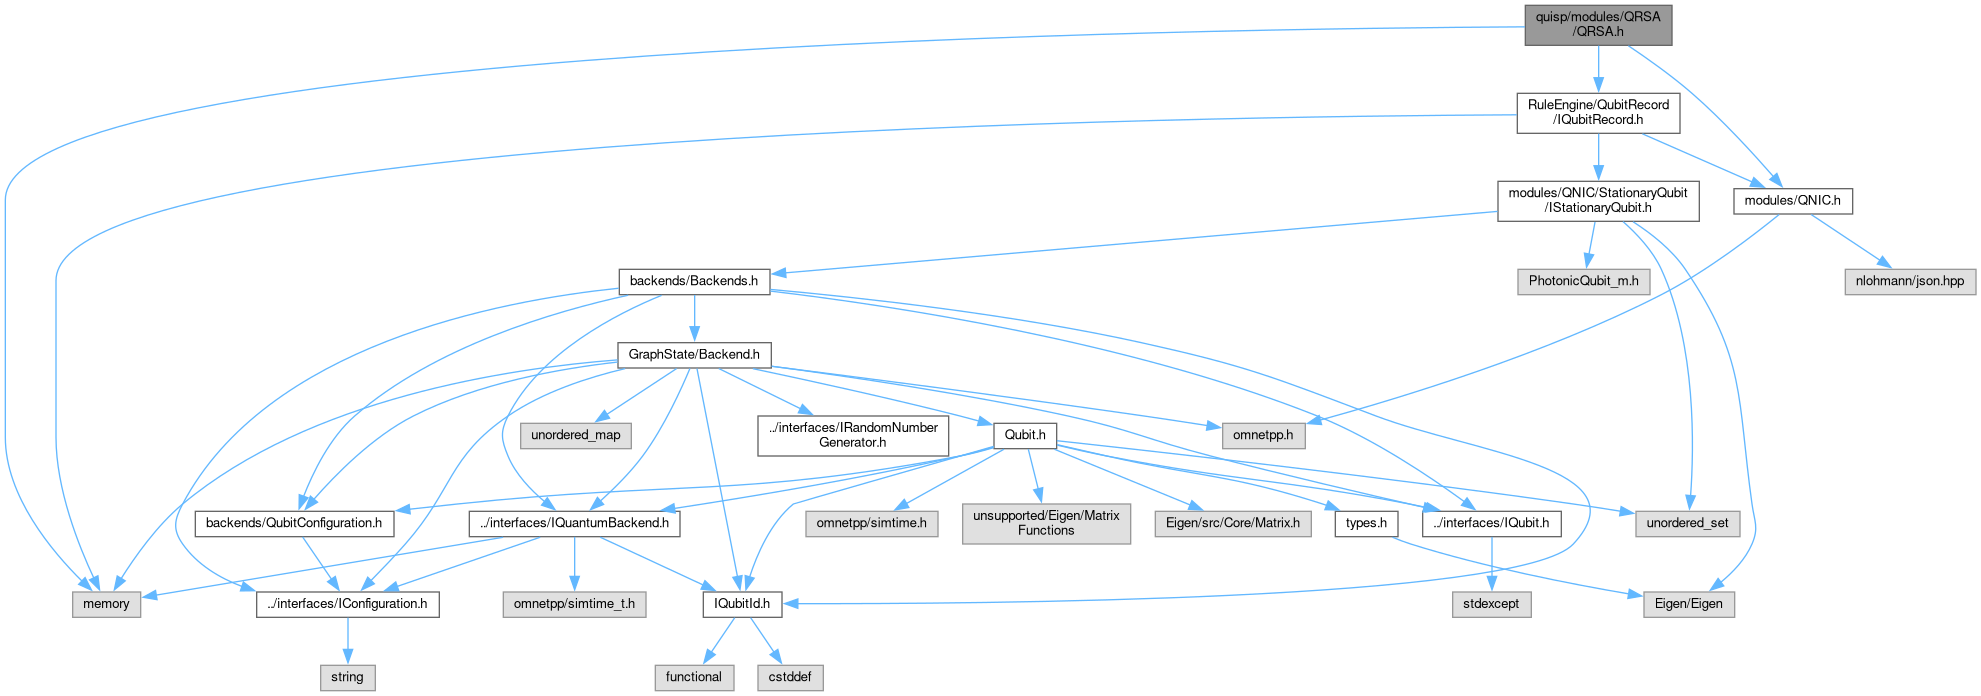 quisp/modules/QRSA
/QRSA.h
RuleEngine/QubitRecord
/IQubitRecord.h
modules/QNIC/StationaryQubit
/IStationaryQubit.h
modules/QNIC.h
backends/Backends.h
PhotonicQubit_m.h
nlohmann/json.hpp
GraphState/Backend.h
unordered_map
../interfaces/IRandomNumber
Generator.h
Qubit.h
omnetpp.h
backends/QubitConfiguration.h
../interfaces/IQuantumBackend.h
omnetpp/simtime.h
unsupported/Eigen/Matrix
Functions
Eigen/src/Core/Matrix.h
types.h
../interfaces/IQubit.h
unordered_set
memory
../interfaces/IConfiguration.h
omnetpp/simtime_t.h
IQubitId.h
stdexcept
Eigen/Eigen
string
functional
cstddef